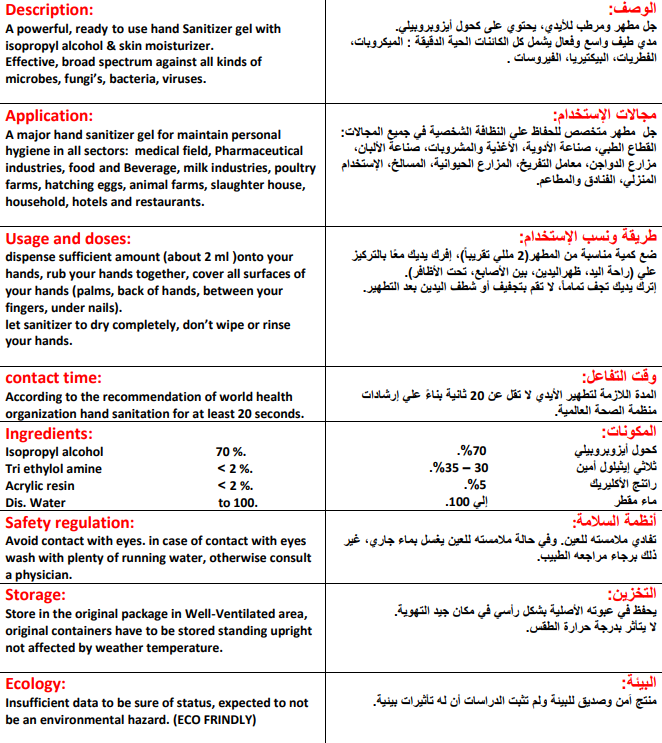 Description:
A powerful, ready to use hand Sanitizer gel with
isopropyl alcohol & skin moisturizer.
Effective, broad spectrum against all kinds of
microbes, fungi's, bacteria, viruses.
الوصف:
جل مطهر ومرطب للأيدي، يحتوي على كحول أيزوبروبيلي.
مدي طيف واسع وفعال يشمل كل الكائنات الحية الدقيقة : الميكروبات،
الفطريات، البيكتيريا، الفيروسات .
Application:
A major hand sanitizer gel for maintain personal
hygiene in all sectors: medical field, Pharmaceutical
industries, food and Beverage, milk industries, poultry
farms, hatching eggs, animal farms, slaughter house,
household, hotels and restaurants.
مجالات الإستخدام:
جل مطهر متخصص للحفاظ علي النظافة الشخصية في جميع المجالات:
القطاع الطبي، صناعة الأدوية، الأغذية والمشروبات، صناعة الألبان،
مزارع الدواجن، معامل التفريخ، المزارع الحيوانية، المسالخ، الإستخدام
المنزلي، الفنادق والمطاعم.
Usage and doses:
dispense sufficient amount (about 2 ml )onto your
hands, rub your hands together, cover all surfaces of
your hands (palms, back of hands, between your
fingers, under nails).
let sanitizer to dry completely, don't wipe or rinse
your hands.
طريقة ونسب الإستخدام:
ضع كمية مناسبة من المطهر(2 مللي تقريباً)، إفرك يديك معًا بالتركيز
علي (راحة اليد، ظهراليدين، بين الأصابع، تحت الأظافر).
إترك يديك تجف تماماً، لا تقم بتجفيف أو شطف اليدين بعد التطهير.
contact time:
According to the recommendation of world health
organization hand sanitation for at least 20 seconds.
وقت التفاعل:
المدة اللازمة لتطهير الأيدي لا تقل عن 20 ثانية بناءً علي إرشادات
منظمة الصحة العالمية.
Ingredients:
Isopropyl alcohol 70 %.
Tri ethylol amine < 2 %.
Acrylic resin < 2 %.
Dis. Water to 100.
المكونات:
كحول أيزوبروبيلي 70%.
ثلاثي إيثيلول أمين 30 – 35%.
راتنج الأكليريك 5%.
ماء مقطر إلي 100.
Safety regulation:
Avoid contact with eyes. in case of contact with eyes
wash with plenty of running water, otherwise consult
a physician.
أنظمة السلامة:
تفادي ملامسته للعين. وفي حالة ملامسته للعين يغسل بماء جاري، غير
ذلك برجاء مراجعه الطبيب.
Storage:
Store in the original package in Well-Ventilated area,
original containers have to be stored standing upright
not affected by weather temperature.
التخزين:
يحفظ في عبوته الأصلية بشكل رأسي في مكان جيد التهوية.
لا يتأثر بدرجة حرارة الطقس.
Ecology:
Insufficient data to be sure of status, expected to not
be an environmental hazard. (ECO FRINDLY)
البيئة:
منتج أمن وصديق للبيئة ولم تثبت الدراسات أن له تأثيرات بيئية.